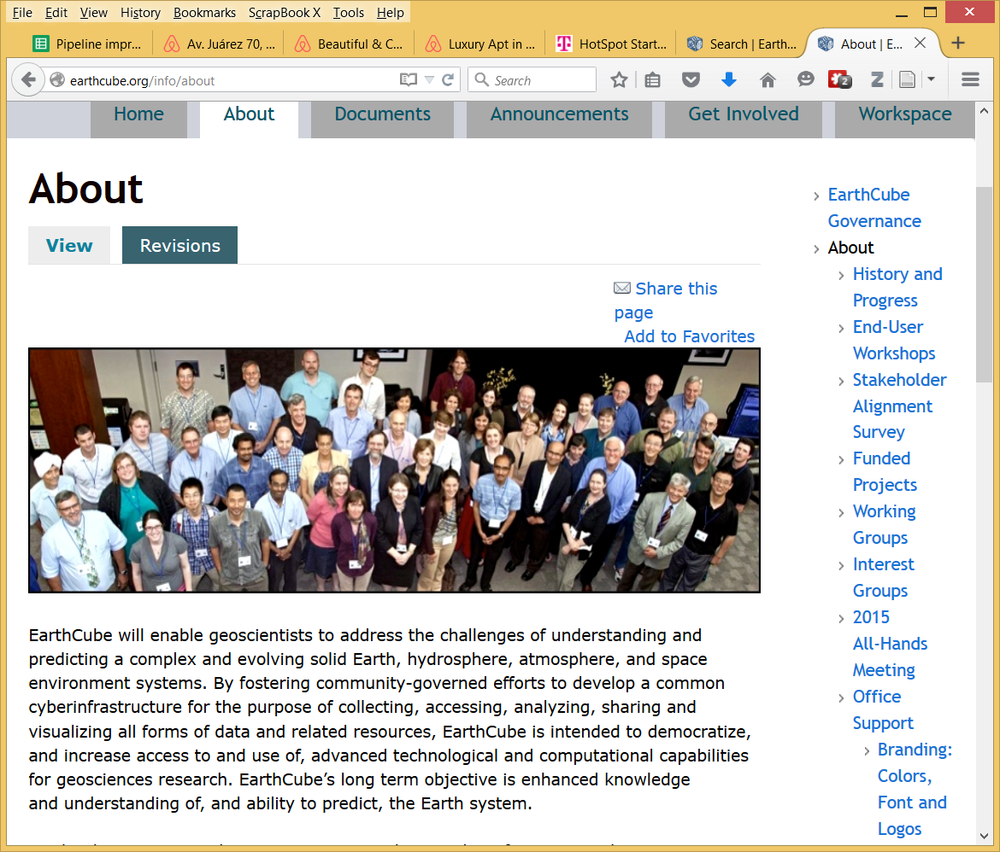 File Edit View History Bookmarks ScrapBook X Tools Help
Pipeline impr... Av. Juárez 70, ... Beautiful & C... Luxury Apt in ... HotSpot Start... Search | Earth... About | E...
earthcube.org/info/about
Search
2
Home About Documents Announcements Get Involved Workspace
About
View Revisions
Share this
page
Add to Favorites
EarthCube will enable geoscientists to address the challenges of understanding and
predicting a complex and evolving solid Earth, hydrosphere, atmosphere, and space
environment systems. By fostering community-governed efforts to develop a common
cyberinfrastructure for the purpose of collecting, accessing, analyzing, sharing and
visualizing all forms of data and related resources, EarthCube is intended to democratize,
and increase access to and use of, advanced technological and computational capabilities
for geosciences research. EarthCube’s long term objective is enhanced knowledge
and understanding of, and ability to predict, the Earth system.
EarthCube
Governance
About
History and
Progress
End-User
Workshops
Stakeholder
Alignment
Survey
Funded
Projects
Working
Groups
Interest
Groups
2015
All-Hands
Meeting
Office
Support
Branding:
Colors,
Font and
Logos